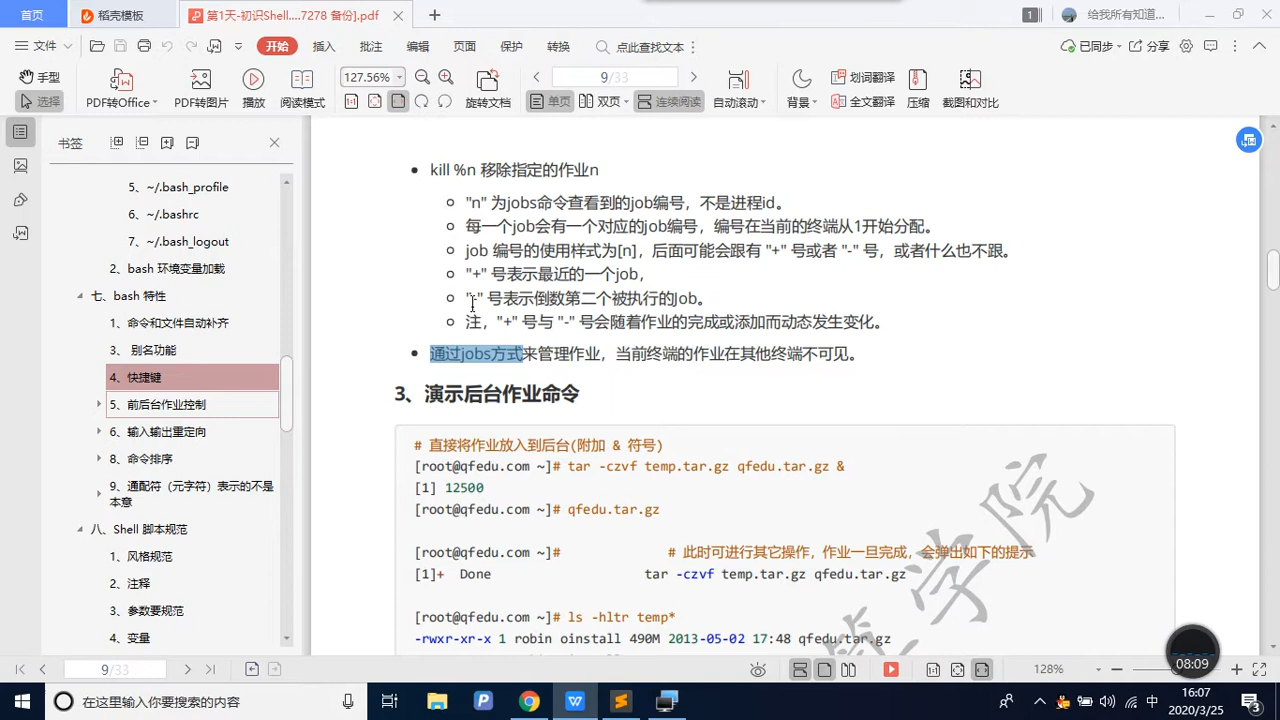 首页
稻壳模板
第1天-初识Shell....7278 备份].pdf
1
给我所有知道...
文件
开始
插入
批注
编辑
页面
保护
转换
点此查找文本
已同步
分享
手型
选择
PDF转Office
PDF转图片
播放
阅读模式
127.56%
旋转文档
9/33
单页
双页
连续阅读
自动滚动
背景
划词翻译
全文翻译
压缩
截图和对比
书签
5、~/.bash_profile
6、~/.bashrc
7、~/.bash_logout
2、bash 环境变量加载
七、bash 特性
1、命令和文件自动补齐
3、 别名功能
4、快捷键
5、前后台作业控制
6、输入输出重定向
8、命令排序
9、通配符（元字符）表示的不是
本意
八、Shell 脚本规范
1、风格规范
2、注释
3、参数要规范
4、变量
kill %n 移除指定的作业n
"n" 为jobs命令查看到的job编号，不是进程id。
每一个job会有一个对应的job编号，编号在当前的终端从1开始分配。
job 编号的使用样式为[n]，后面可能会跟有 "+" 号或者 "-" 号，或者什么也不跟。
"+" 号表示最近的一个job，
"-" 号表示倒数第二个被执行的Job。
注，"+" 号与 "-" 号会随着作业的完成或添加而动态发生变化。
通过jobs方式来管理作业，当前终端的作业在其他终端不可见。
3、演示后台作业命令
# 直接将作业放入到后台(附加 & 符号)
[root@qfedu.com ~]# tar -czvf temp.tar.gz qfedu.tar.gz &
[1] 12500
[root@qfedu.com ~]# qfedu.tar.gz
[root@qfedu.com ~]# # 此时可进行其它操作，作业一旦完成，会弹出如下的提示
[1]+ Done tar -czvf temp.tar.gz qfedu.tar.gz
[root@qfedu.com ~]# ls -hltr temp*
-rwxr-xr-x 1 robin oinstall 490M 2013-05-02 17:48 qfedu.tar.gz
学院
08:09
9/33
128%
在这里输入你要搜索的内容
中
16:07
2020/3/25
3